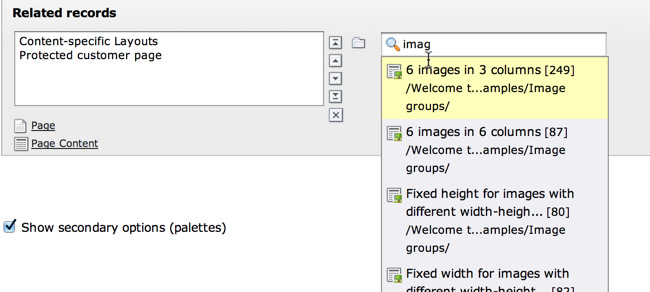 Related records
Content-specific Layouts
Protected customer page
Page
Page Content
imag
6 images in 3 columns [249]
/Welcome t...amples/Image
groups/
6 images in 6 columns [87]
/Welcome t...amples/Image
groups/
Fixed height for images with
different width-heigh... [80]
/Welcome t...amples/Image
groups/
Fixed width for images with
different width-height... [82]
Show secondary options (palettes)